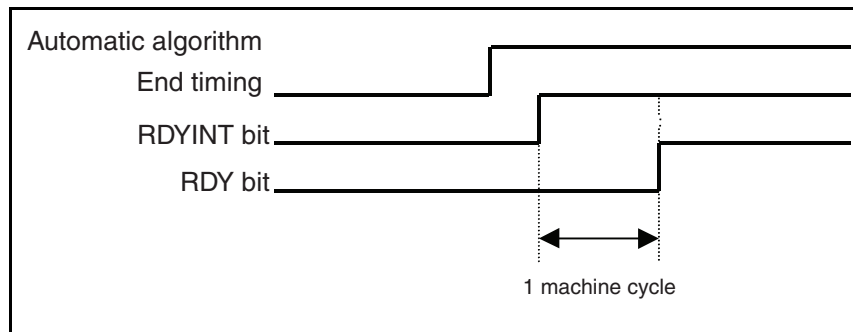 Automatic algorithm
End timing
RDYINT bit
RDY bit
1 machine cycle